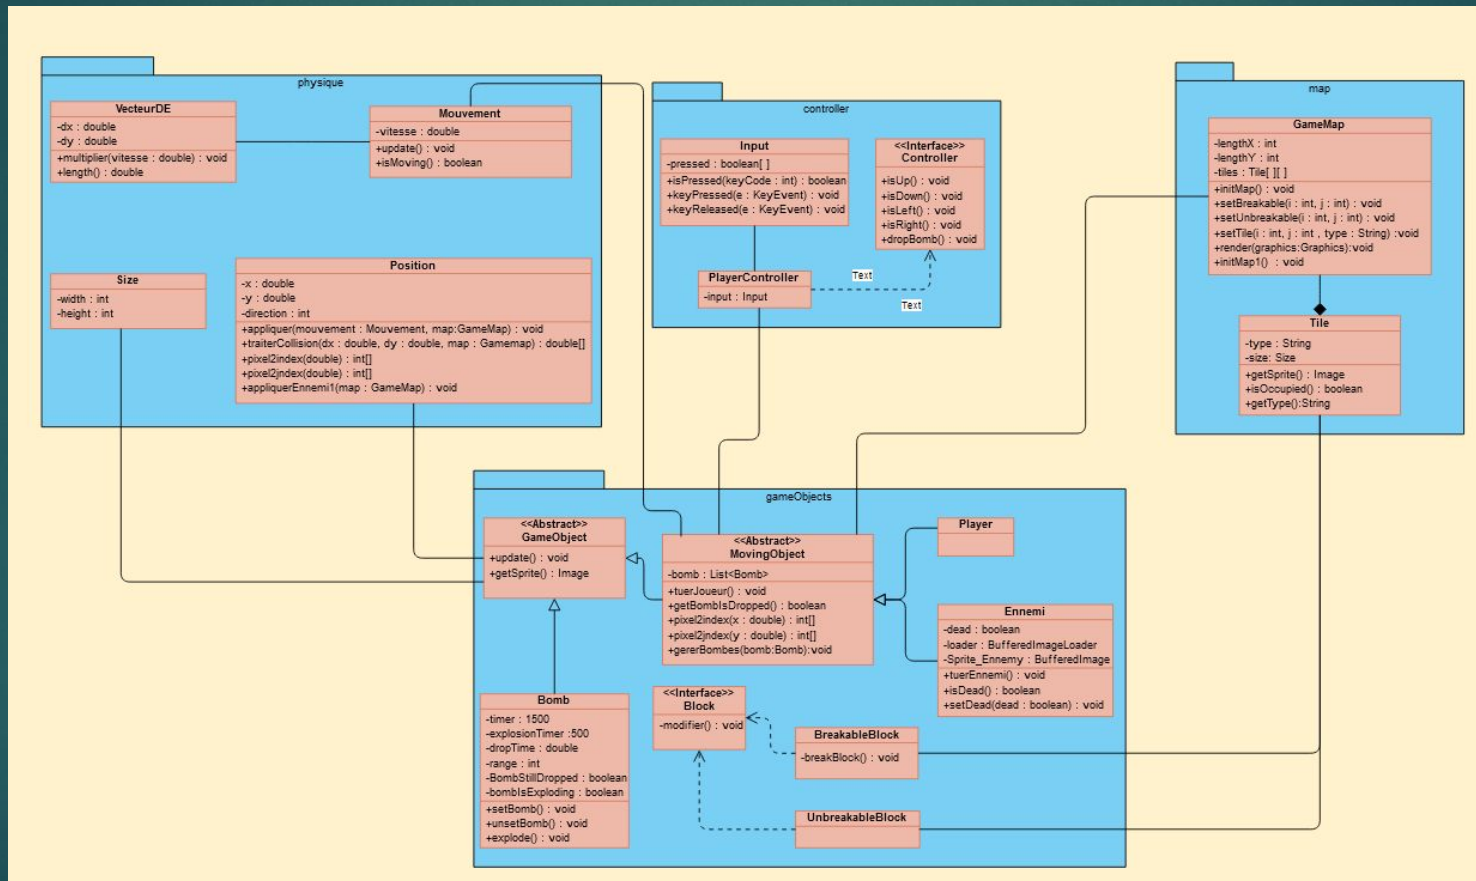 physique
VecteurDE
-dx : double
-dy : double
+multiplier(vitesse : double) : void
+length() : double
Mouvement
-vitesse : double
+update() : void
+isMoving() : boolean
Size
-width : int
-height : int
Position
-x : double
-y : double
-direction : int
+appliquer(mouvement : Mouvement, map:GameMap) : void
+traiterCollision(dx : double, dy : double, map : Gamemap) : double[]
+pixel2index(double) : int[]
+pixel2jndex(double) : int[]
+appliquerEnnemi1(map : GameMap) : void
controller
Input
-pressed : boolean[ ]
+isPressed(keyCode : int) : boolean
+keyPressed(e : KeyEvent) : void
+keyReleased(e : KeyEvent) : void
<<Interface>>
Controller
+isUp() : void
+isDown() : void
+isLeft() : void
+isRight() : void
+dropBomb() : void
PlayerController
-input : Input
Text
Text
map
GameMap
-lengthX : int
-lengthY : int
-tiles : Tile[ ][ ]
+initMap() : void
+setBreakable(i : int, j : int) : void
+setUnbreakable(i : int, j : int) : void
+setTile(i : int, j : int , type : String) :void
+render(graphics:Graphics):void
+initMap1() : void
Tile
-type : String
-size: Size
+getSprite() : Image
+isOccupied() : boolean
+getType():String
gameObjects
<<Abstract>>
GameObject
+update() : void
+getSprite() : Image
<<Abstract>>
MovingObject
-bomb : List<Bomb>
+tuerJoueur() : void
+getBombIsDropped() : boolean
+pixel2index(x : double) : int[]
+pixel2jndex(y : double) : int[]
+gererBombes(bomb:Bomb):void
Player
Ennemi
-dead : boolean
-loader : BufferedImageLoader
-Sprite_Ennemy : BufferedImage
+tuerEnnemi() : void
+isDead() : boolean
+setDead(dead : boolean) : void
Bomb
-timer : 1500
-explosionTimer :500
-dropTime : double
-range : int
-BombStillDropped : boolean
-bombIsExploding : boolean
+setBomb() : void
+unsetBomb() : void
+explode() : void
<<Interface>>
Block
-modifier() : void
BreakableBlock
-breakBlock() : void
UnbreakableBlock